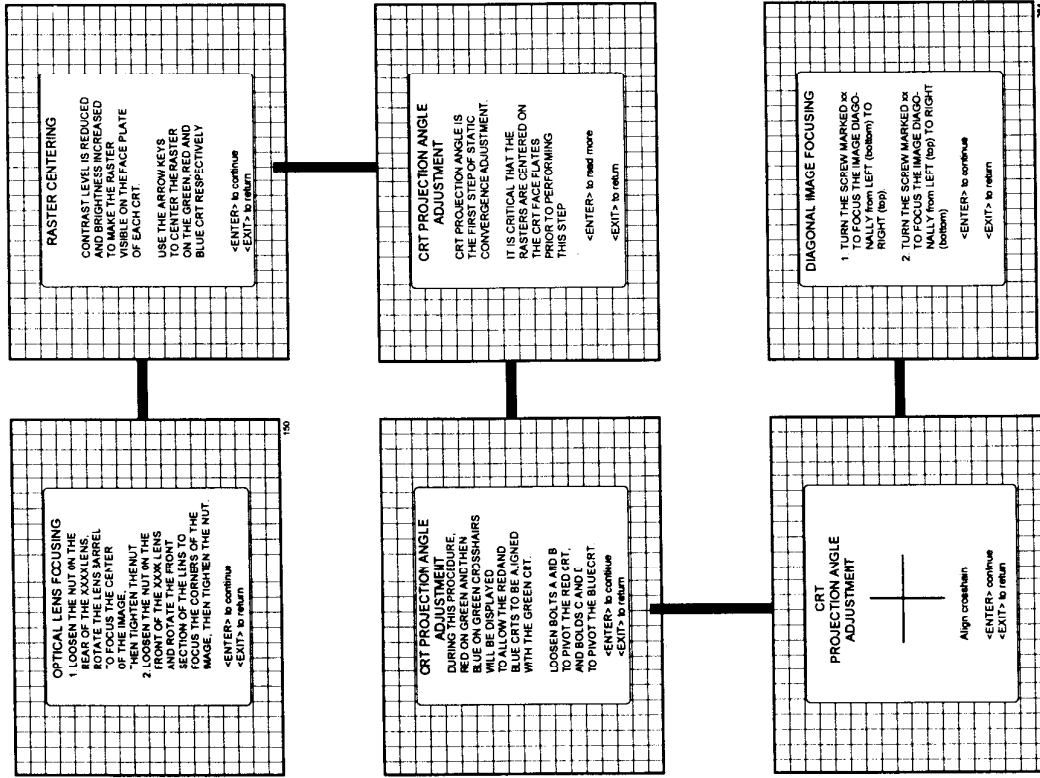 OPTICAL LENS FOCUSING
1. LOOSEN THE NUT ON THE
REAR OF THE XXXX LENS,
ROTATE THE LENS BARREL
TO FOCUS THE CENTER
OF THE IMAGE.
THEN TIGHTEN THE NUT
2. LOOSEN THE NUT ON THE
FRONT OF THE XXXX LENS
AND ROTATE THE FRONT
SECTION OF THE LENS TO
FOCUS THE CORNERS OF THE
IMAGE, THEN TIGHTEN THE NUT.
<ENTER> to continue
<EXIT> to return
150
RASTER CENTERING
CONTRAST LEVEL IS REDUCED
AND BRIGHTNESS INCREASED
TO MAKE THE RASTER
VISIBLE ON THE FACE PLATE
OF EACH CRT.
USE THE ARROW KEYS
TO CENTER THE RASTER
ON THE GREEN, RED AND
BLUE CRT RESPECTIVELY
<ENTER> to continue
<EXIT> to return
CRT PROJECTION ANGLE
ADJUSTMENT
CRT PROJECTION ANGLE IS
THE FIRST STEP OF STATIC
CONVERGENCE ADJUSTMENT.
IT IS CRITICAL THAT THE
RASTERS ARE CENTERED ON
THE CRT FACE FLATES
PRIOR TO PERFORMING
THIS STEP
<ENTER> to read more
<EXIT> to return
CRT PROJECTION ANGLE
ADJUSTMENT
DURING THIS PROCEDURE,
RED ON GREEN AND THEN
BLUE ON GREEN CROSSHAIRS
WILL BE DISPLAYED
TO ALLOW THE RED AND
BLUE CRTS TO BE ALIGNED
WITH THE GREEN CRT.
LOOSEN BOLTS A AND B
TO PIVOT THE RED CRT,
AND BOLDS C AND
TO PIVOT THE BLUE CRT.
<ENTER> to continue
<EXIT> to return
CRT
PROJECTION ANGLE
ADJUSTMENT
Align crosshain
<ENTER> to continue
<EXIT> to return
DIAGONAL IMAGE FOCUSING
1. TURN THE SCREW MARKED xx
TO FOCUS THE IMAGE DIAGO-
NALLY from LEFT (bottom) TO
RIGHT (top).
2. TURN THE SCREW MARKED xx
TO FOCUS THE IMAGE DIAGO-
NALLY from LEFT (top) TO RIGHT
(bottom)
<ENTER> to continue
<EXIT> to return